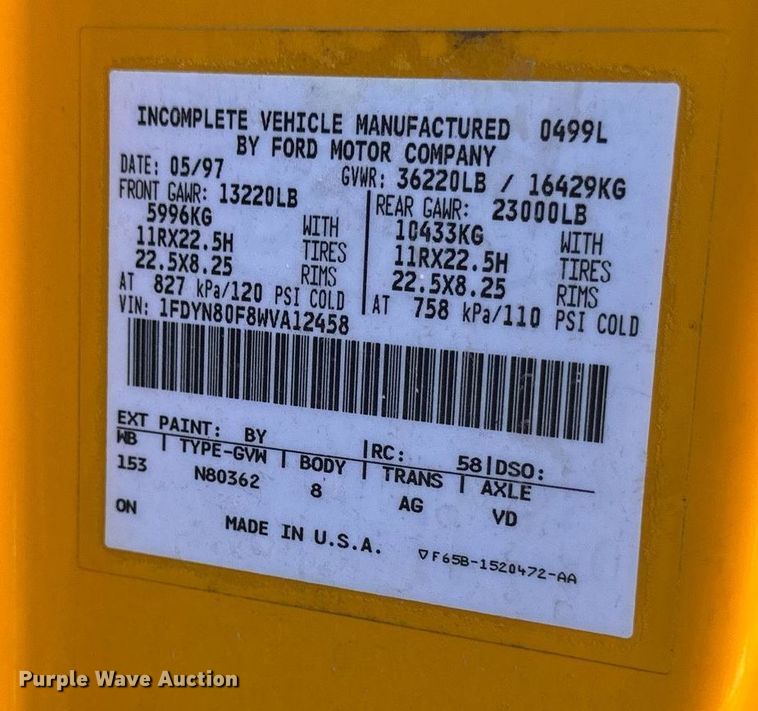 INCOMPLETE VEHICLE MANUFACTURED 0499L
BY FORD MOTOR COMPANY
DATE: 05/97 GVWR: 36220LB / 16429KG
FRONT GAWR: 13220LB REAR GAWR: 23000LB
5996KG WITH 10433KG WITH
11RX22.5H TIRES 11RX22.5H TIRES
22.5X8.25 RIMS 22.5X8.25 RIMS
AT 827 kPa/120 PSI COLD AT 758 kPa/110 PSI COLD
VIN: 1FDYN80F8WVA12458
EXT PAINT: BY RC: 58 DSO:
WB TYPE-GVW BODY TRANS AXLE
153 N80362 8 AG VD
ON MADE IN U.S.A. ▽F65B-1520472-AA
Purple Wave Auction